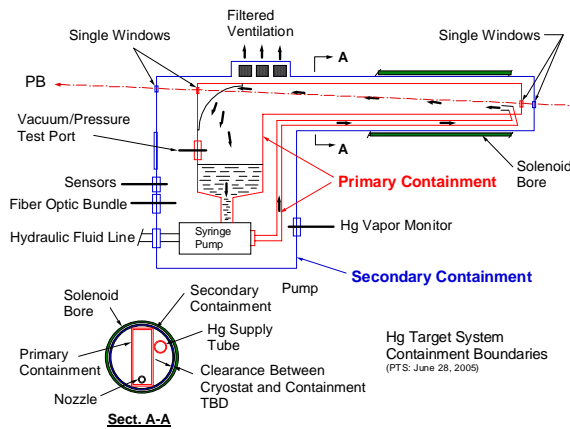 Filtered
Ventilation
Single Windows
A
Single Windows
PB
Vacuum/Pressure
Test Port
A
Solenoid
Bore
Primary Containment
Sensors
Fiber Optic Bundle
Hydraulic Fluid Line
Syringe
Pump
Hg Vapor Monitor
Secondary Containment
Pump
Solenoid
Bore
Secondary
Containment
Hg Supply
Tube
Primary
Containment
Clearance Between
Cryostat and Containment
TBD
Nozzle
Sect. A-A
Hg Target System
Containment Boundaries
(PTS: June 28, 2005)